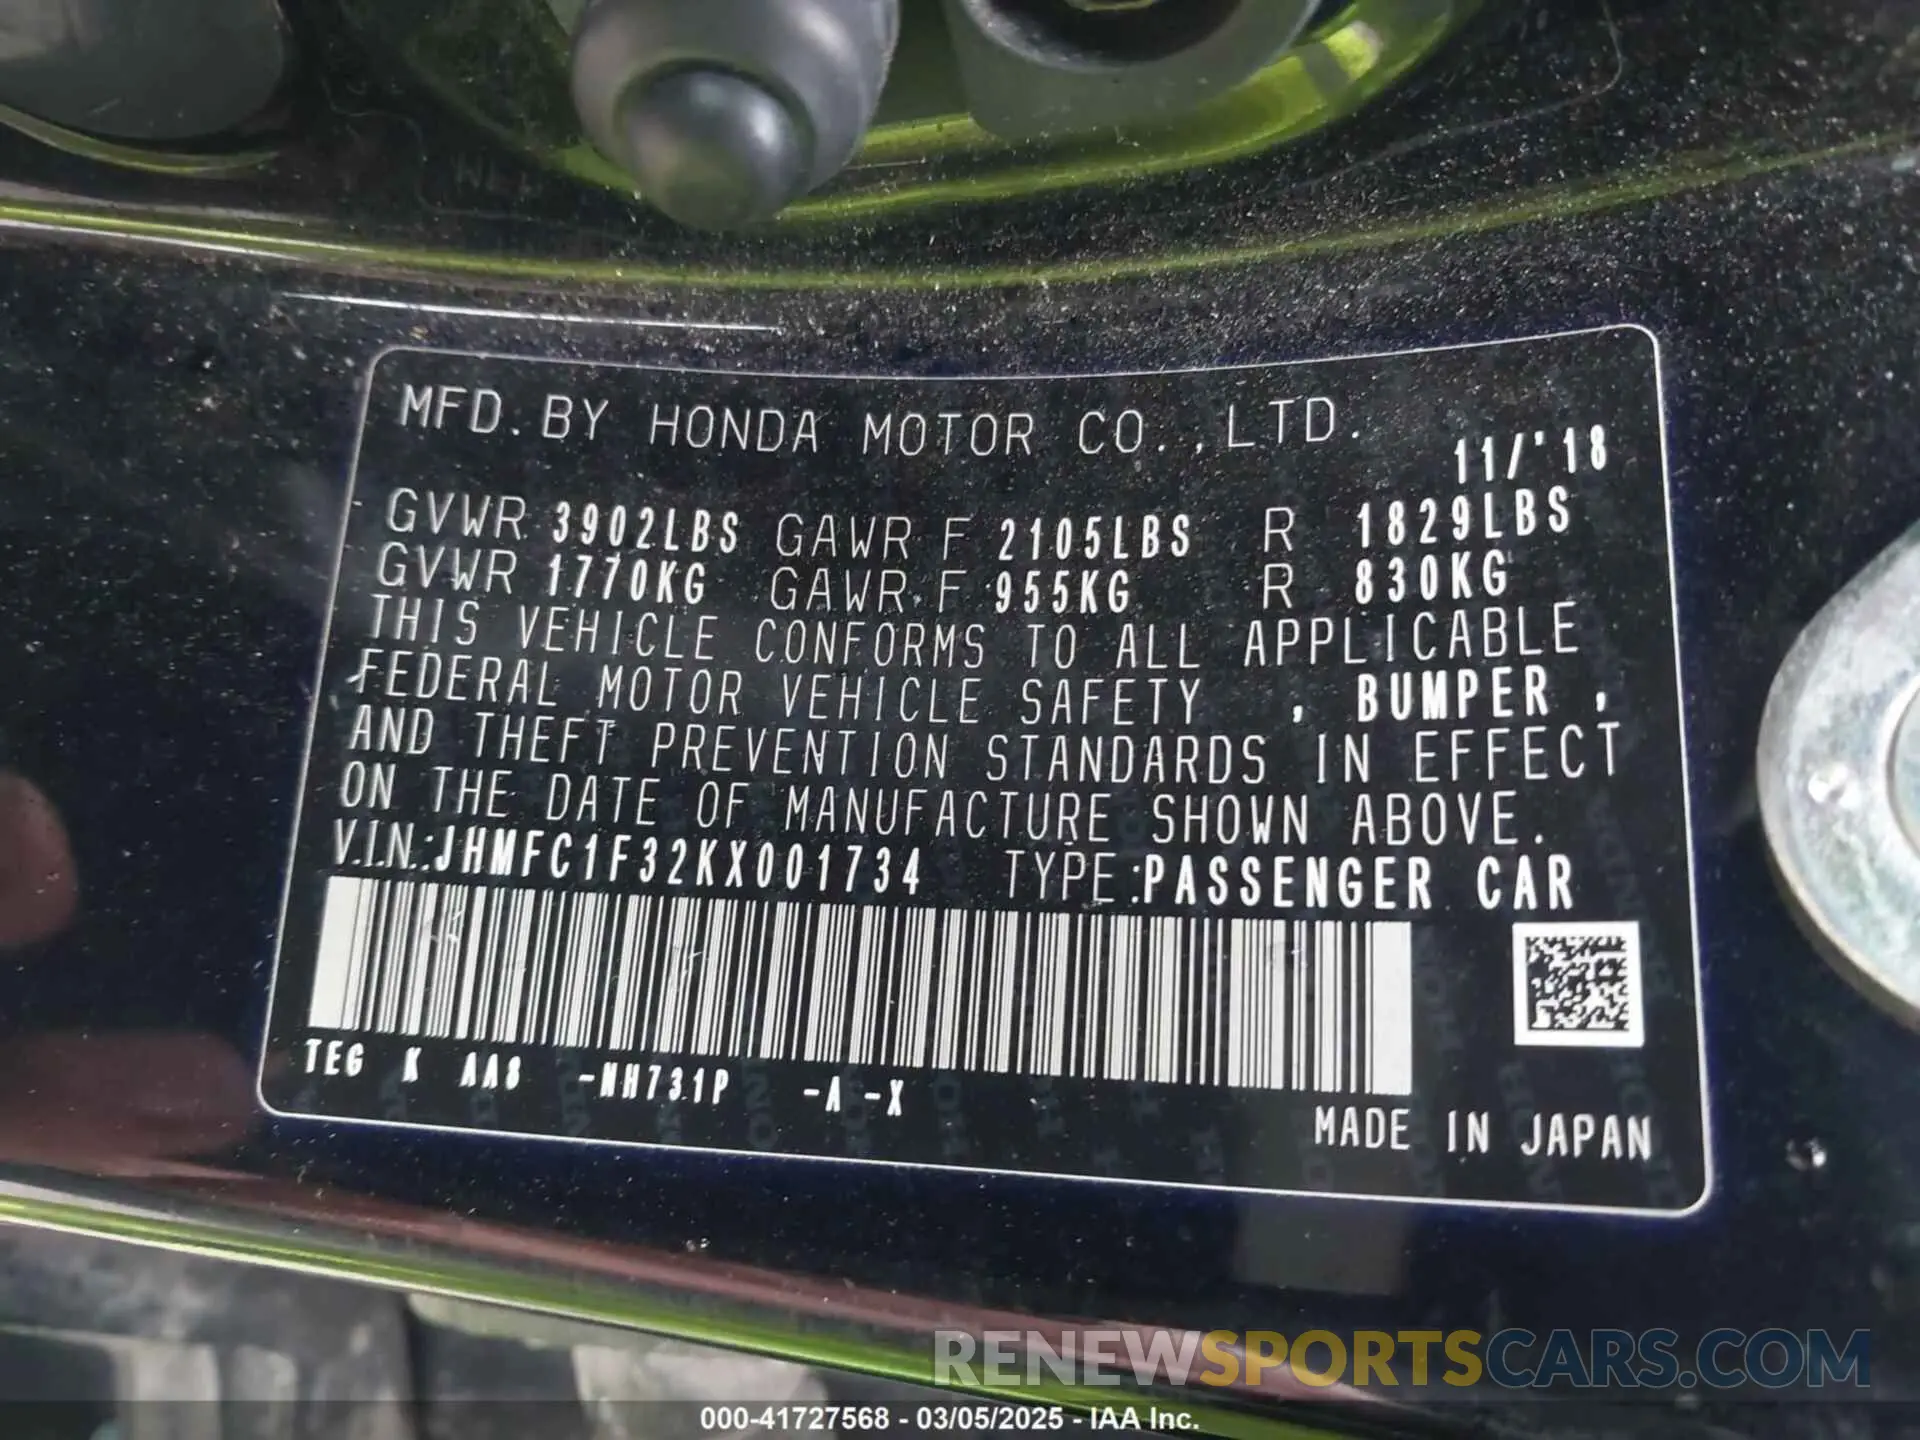 MFD. BY HONDA MOTOR CO.,LTD.
11/'18
GVWR 3902LBS GAWR F 2105LBS R 1829LBS
GVWR 1770KG GAWR F 955KG R 830KG
THIS VEHICLE CONFORMS TO ALL APPLICABLE
FEDERAL MOTOR VEHICLE SAFETY , BUMPER ,
AND THEFT PREVENTION STANDARDS IN EFFECT
ON THE DATE OF MANUFACTURE SHOWN ABOVE.
V.I.N.:JHMFC1F32KX001734 TYPE:PASSENGER CAR
TEG K AA8 -NH731P -A -X
MADE IN JAPAN
RENEWSPORTSCARS.COM
000-41727568 - 03/05/2025 - IAA Inc.